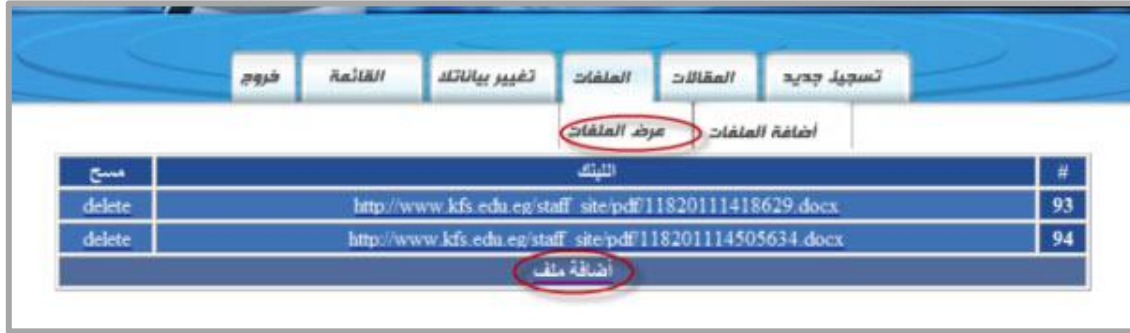 تسجيل جديد المقالات الملفات تغيير بياناتك القائمة خروج
أضافة الملفات عرض الملفات
# اللينك مسح
93 http://www.kfs.edu.eg/staff_site/pdf/11820111418629.docx delete
94 http://www.kfs.edu.eg/staff_site/pdf/118201114505634.docx delete
أضافة ملف